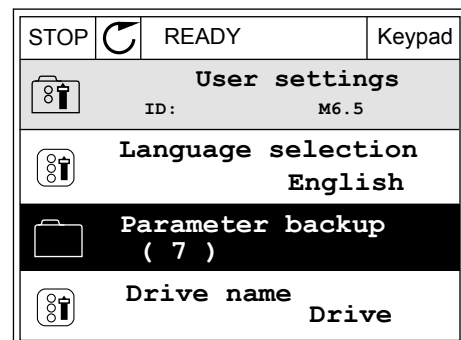 STOP READY Keypad
User settings
ID: M6.5
Language selection
English
Parameter backup
( 7 )
Drive name
Drive